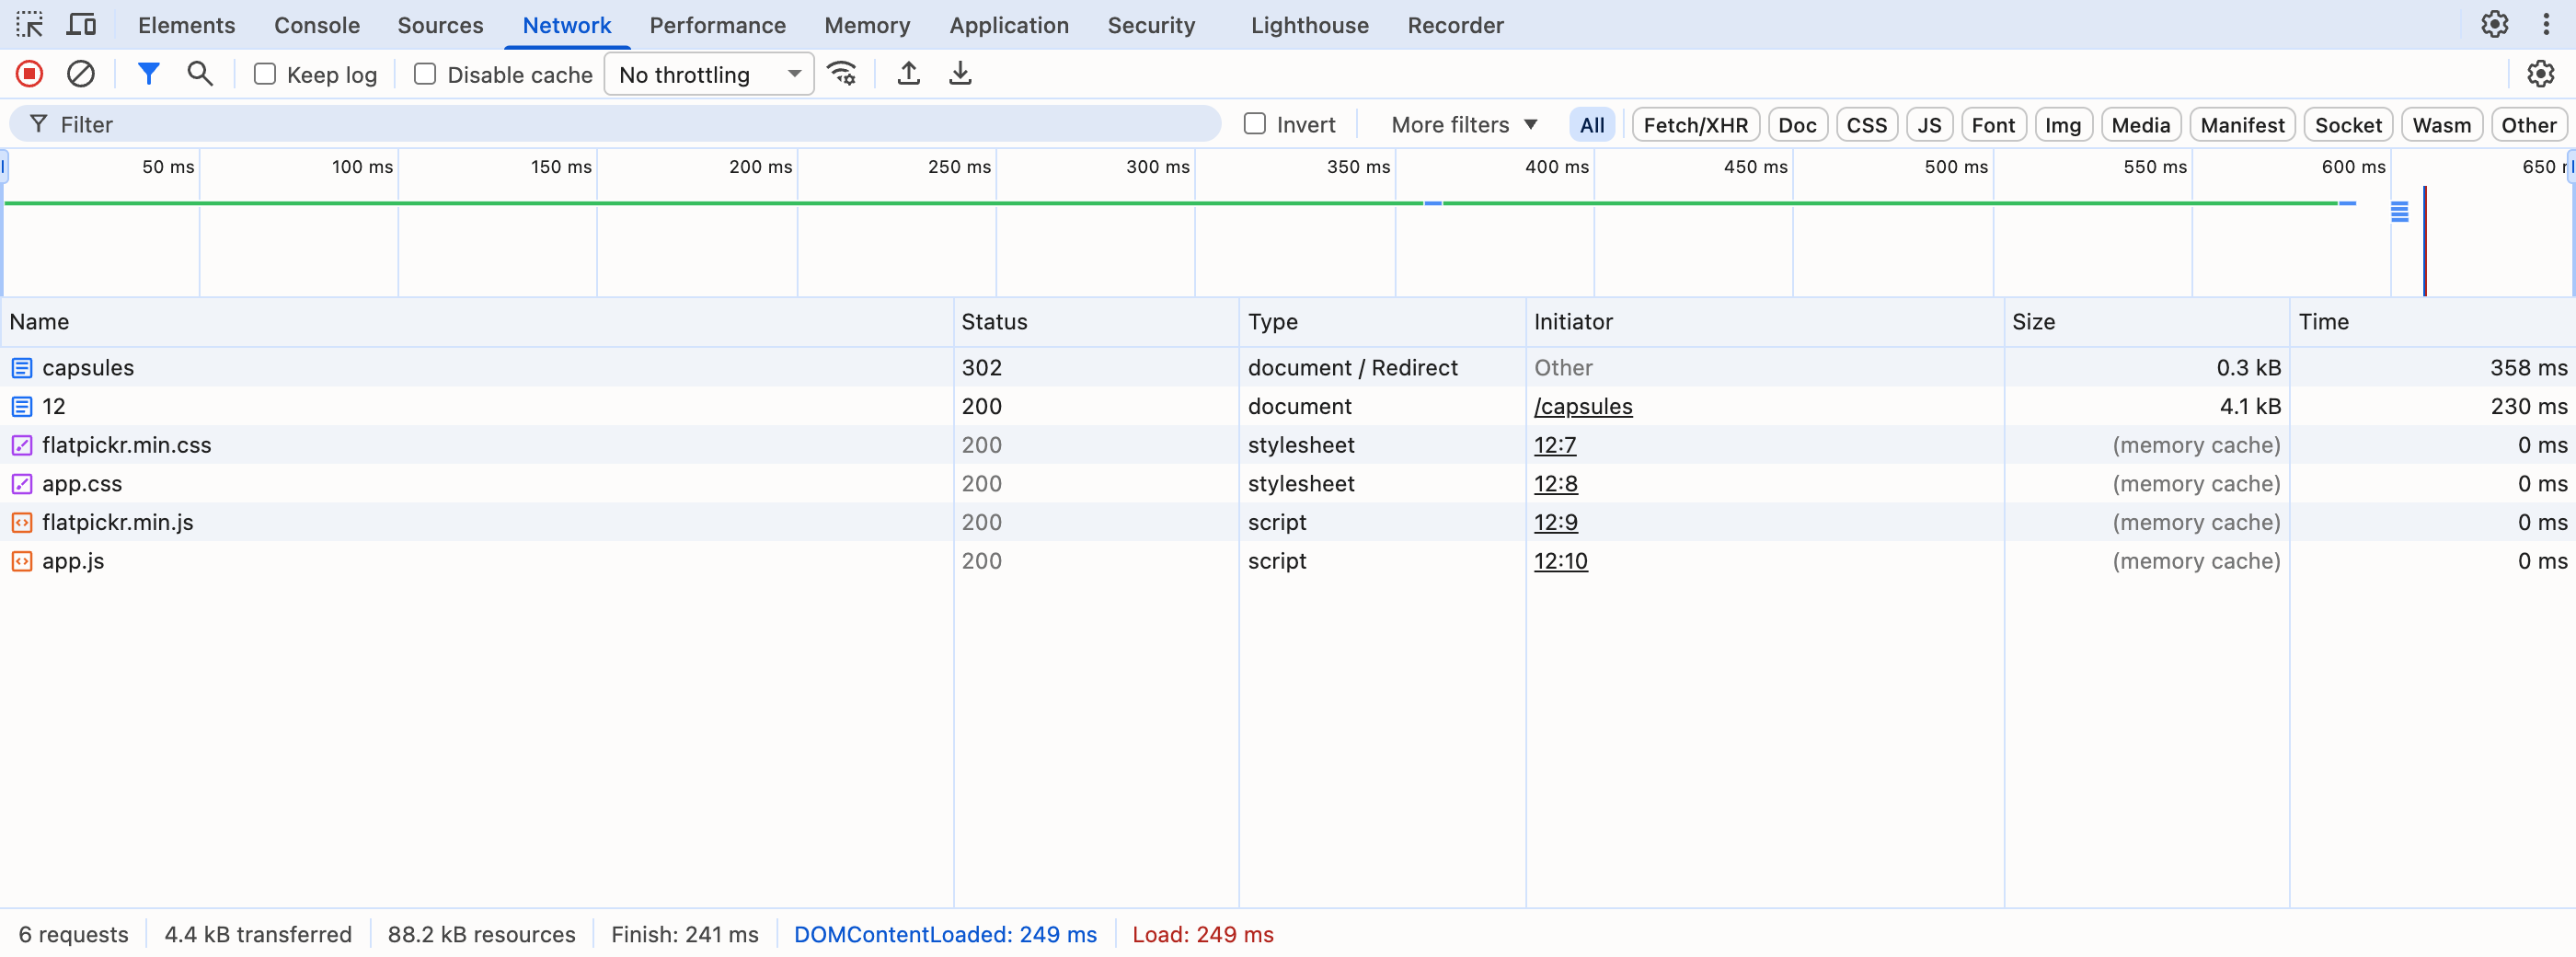 Elements Console Sources Network Performance Memory Application Security Lighthouse Recorder
Keep log Disable cache No throttling
Filter Invert More filters All Fetch/XHR Doc CSS JS Font Img Media Manifest Socket Wasm Other
50 ms 100 ms 150 ms 200 ms 250 ms 300 ms 350 ms 400 ms 450 ms 500 ms 550 ms 600 ms 650
Name Status Type Initiator Size Time
capsules 302 document / Redirect Other 0.3 kB 358 ms
12 200 document /capsules 4.1 kB 230 ms
flatpickr.min.css 200 stylesheet 12:7 (memory cache) 0 ms
app.css 200 stylesheet 12:8 (memory cache) 0 ms
flatpickr.min.js 200 script 12:9 (memory cache) 0 ms
app.js 200 script 12:10 (memory cache) 0 ms
6 requests 4.4 kB transferred 88.2 kB resources Finish: 241 ms DOMContentLoaded: 249 ms Load: 249 ms